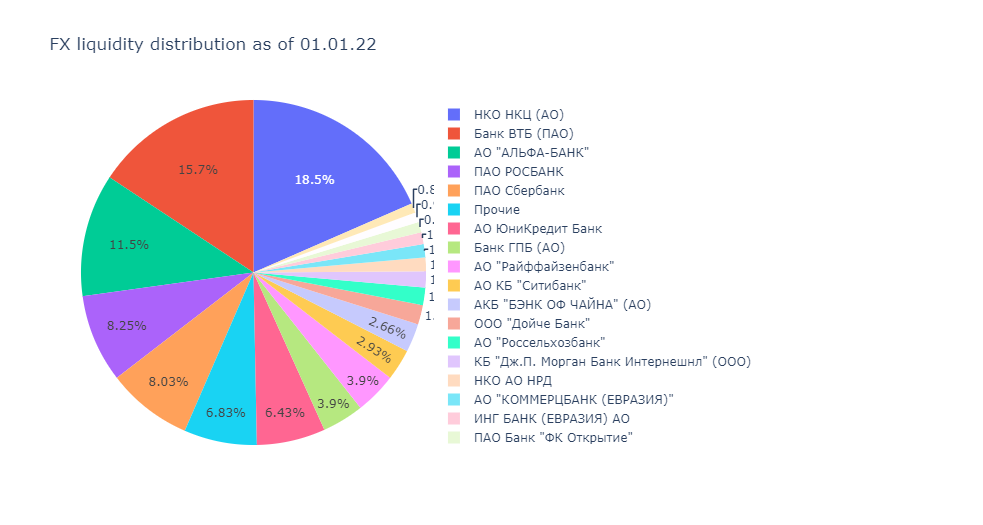 FX liquidity distribution as of 01.01.22
18.5%
15.7%
11.5%
8.25%
8.03%
6.83%
6.43%
3.9%
3.9%
2.93%
2.66%
НКО НКЦ (АО)
Банк ВТБ (ПАО)
АО "АЛЬФА-БАНК"
ПАО РОСБАНК
ПАО Сбербанк
Прочие
АО ЮниКредит Банк
Банк ГПБ (АО)
АО "Райффайзенбанк"
АО КБ "Ситибанк"
АКБ "БЭНК ОФ ЧАЙНА" (АО)
ООО "Дойче Банк"
АО "Россельхозбанк"
КБ "Дж.П. Морган Банк Интернешнл" (ООО)
НКО АО НРД
АО "КОММЕРЦБАНК (ЕВРАЗИЯ)"
ИНГ БАНК (ЕВРАЗИЯ) АО
ПАО Банк "ФК Открытие"